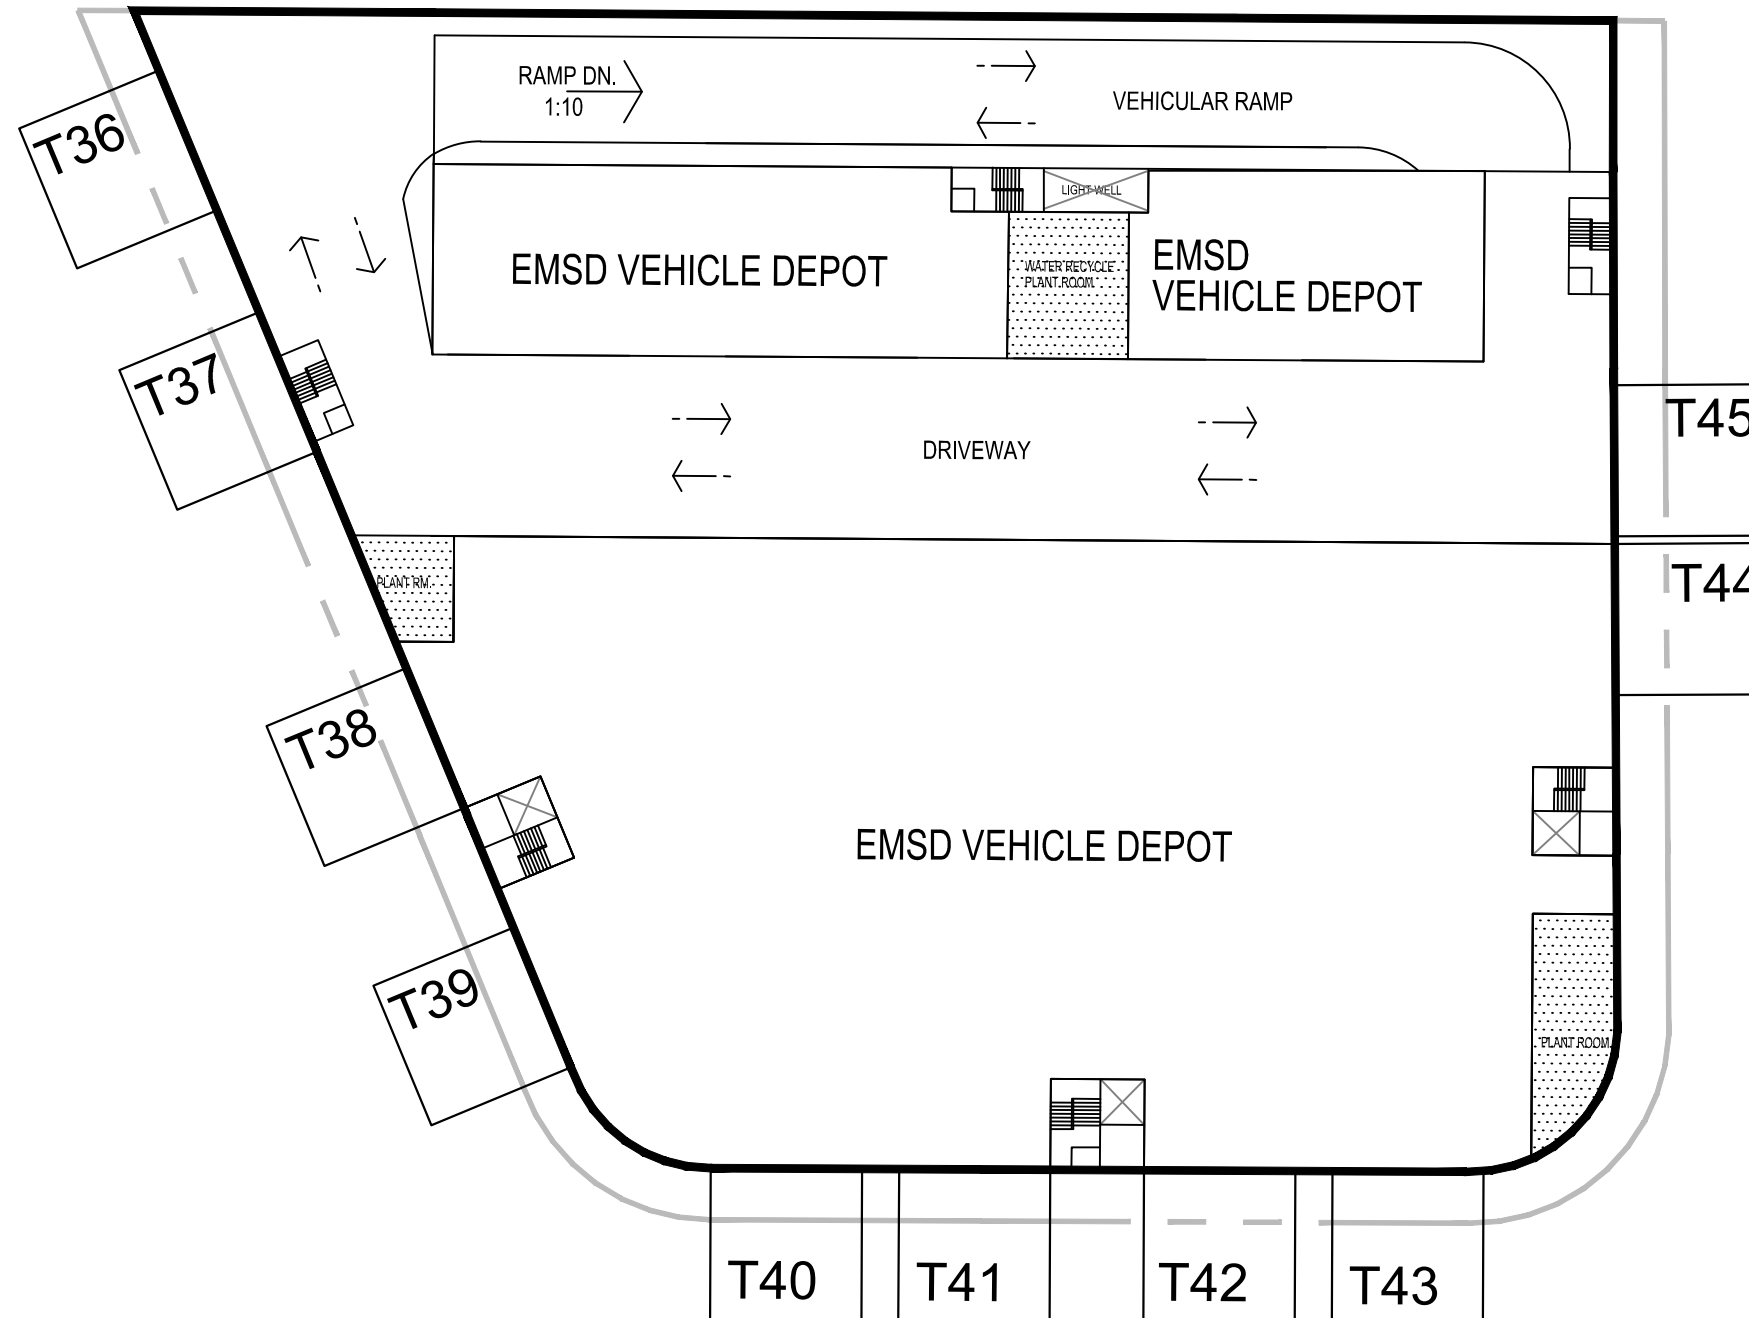 RAMP DN.
1:10
VEHICULAR RAMP
T36
LIGHT WELL
EMSD VEHICLE DEPOT
WATER RECYCLE
PLANT ROOM
EMSD
VEHICLE DEPOT
T37
T45
DRIVEWAY
PLANT RM.
T44
T38
EMSD VEHICLE DEPOT
T39
PLANT ROOM
T40
T41
T42
T43